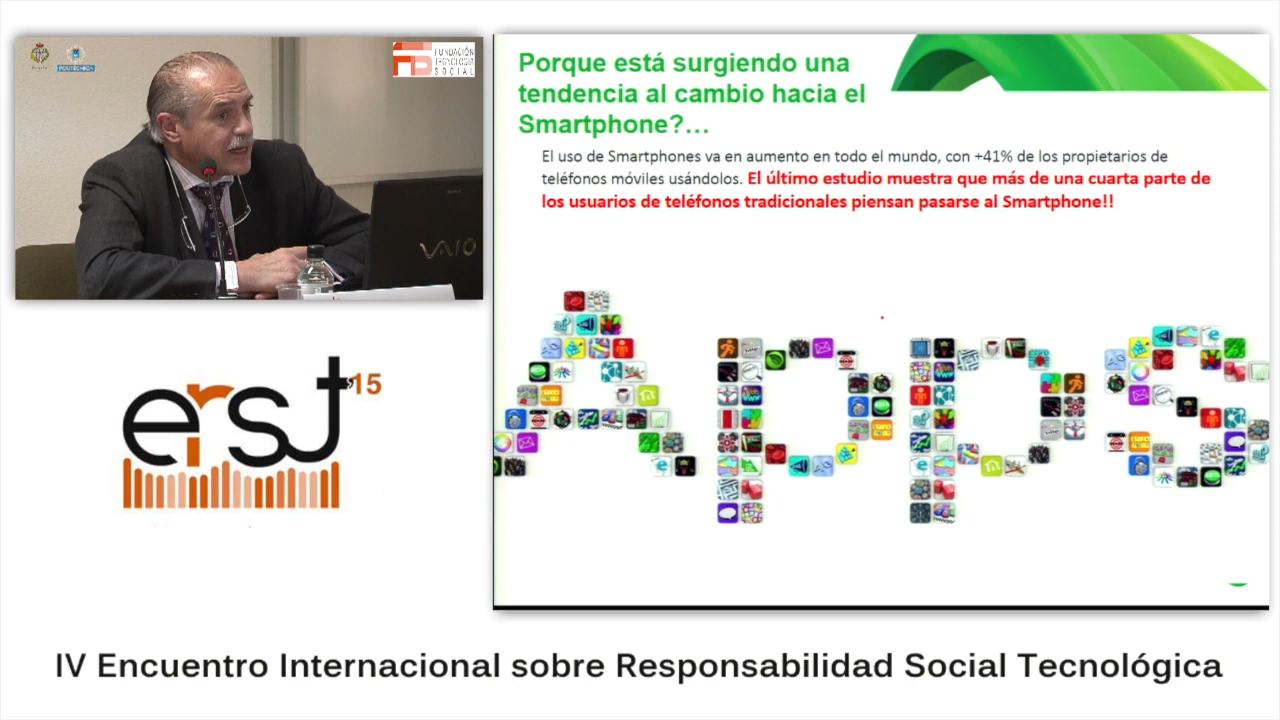 POLITÉCNICA
FUNDACIÓN
TECNOLOGÍA
SOCIAL
VAIO
Porque está surgiendo una
tendencia al cambio hacia el
Smartphone?...
El uso de Smartphones va en aumento en todo el mundo, con +41% de los propietarios de
teléfonos móviles usándolos. El último estudio muestra que más de una cuarta parte de
los usuarios de teléfonos tradicionales piensan pasarse al Smartphone!!
Apps
erst '15
IV Encuentro Internacional sobre Responsabilidad Social Tecnológica